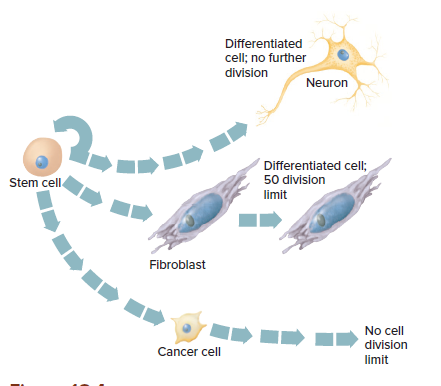 Differentiated
cell; no further
division
Neuron
Stem cell
Differentiated cell;
50 division
limit
Fibroblast
Cancer cell
No cell
division
limit